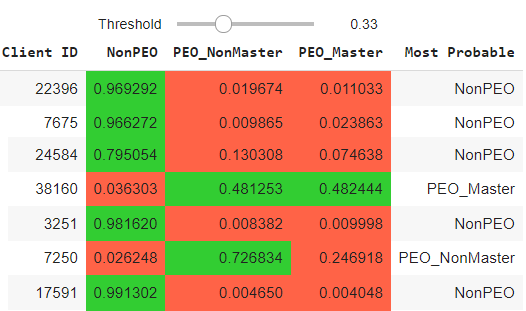 Threshold 0.33
Client ID NonPEO PEO_NonMaster PEO_Master Most Probable
22396 0.969292 0.019674 0.011033 NonPEO
7675 0.966272 0.009865 0.023863 NonPEO
24584 0.795054 0.130308 0.074638 NonPEO
38160 0.036303 0.481253 0.482444 PEO_Master
3251 0.981620 0.008382 0.009998 NonPEO
7250 0.026248 0.726834 0.246918 PEO_NonMaster
17591 0.991302 0.004650 0.004048 NonPEO